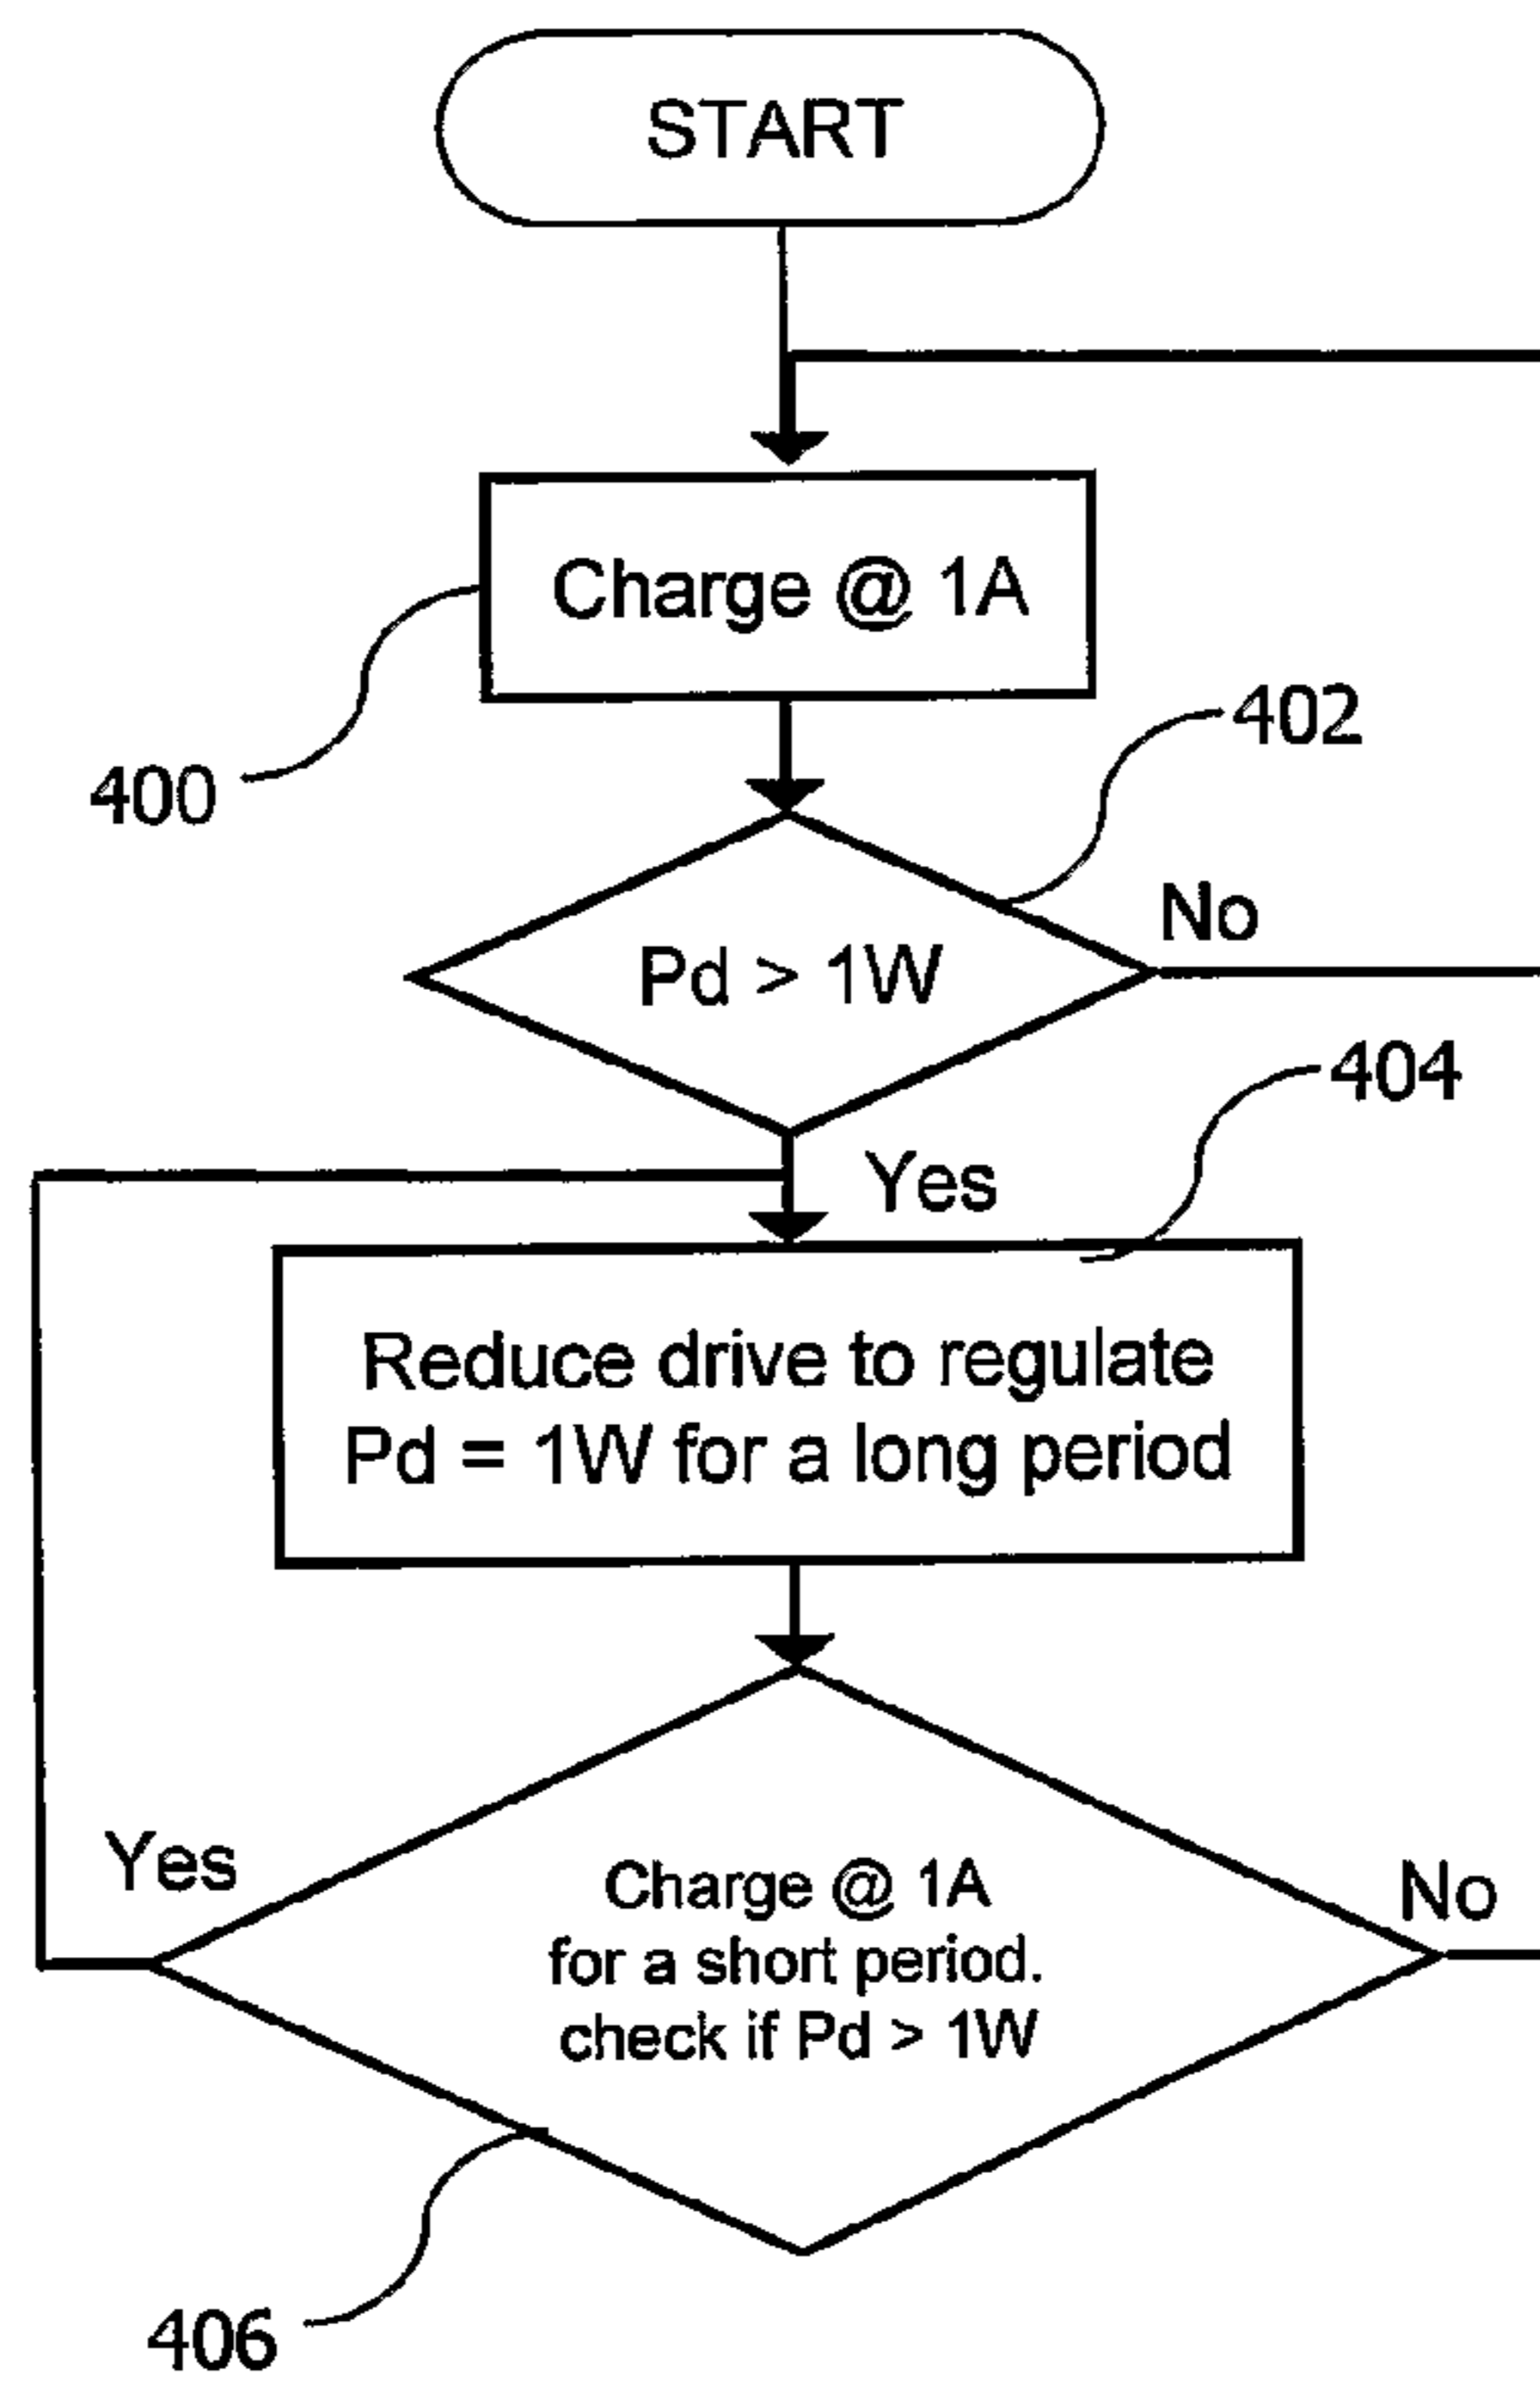 START
Charge @ 1A
400
402
Pd > 1W
No
404
Yes
Reduce drive to regulate
Pd = 1W for a long period
Yes
Charge @ 1A
for a short period.
check if Pd > 1W
No
406